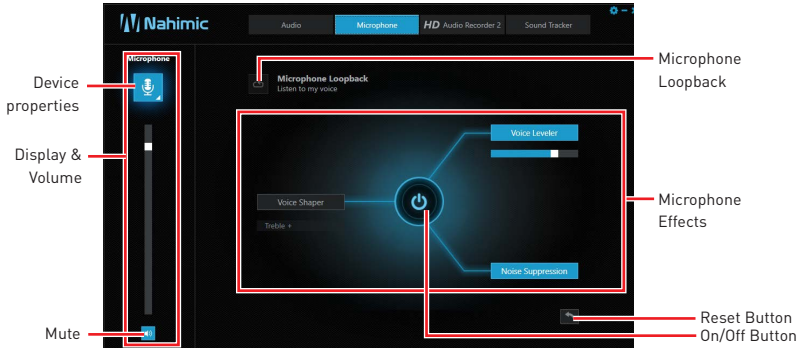 Nahimic
Audio
Microphone
HD Audio Recorder 2
Sound Tracker
Microphone
Microphone Loopback
Listen to my voice
Voice Leveler
Voice Shaper
Treble +
Noise Suppression
Device
properties
Display &
Volume
Mute
Microphone
Loopback
Microphone
Effects
Reset Button
On/Off Button